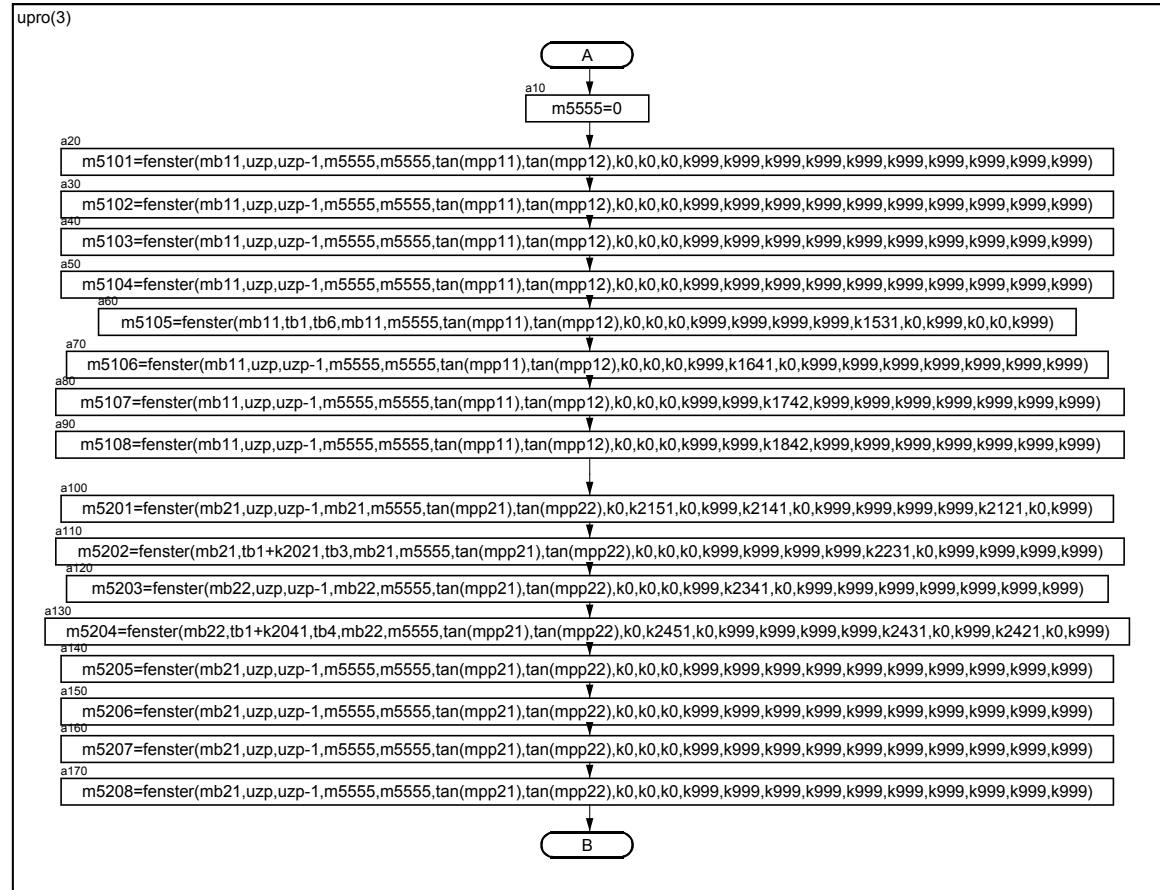 upro(3)
A
a10
m5555=0
a20
m5101=fenster(mb11,uzp,uzp-1,m5555,m5555,tan(mpp11),tan(mpp12),k0,k0,k0,k999,k999,k999,k999,k999,k999,k999,k999,k999,k999)
a30
m5102=fenster(mb11,uzp,uzp-1,m5555,m5555,tan(mpp11),tan(mpp12),k0,k0,k0,k999,k999,k999,k999,k999,k999,k999,k999,k999,k999)
a40
m5103=fenster(mb11,uzp,uzp-1,m5555,m5555,tan(mpp11),tan(mpp12),k0,k0,k0,k999,k999,k999,k999,k999,k999,k999,k999,k999,k999)
a50
m5104=fenster(mb11,uzp,uzp-1,m5555,m5555,tan(mpp11),tan(mpp12),k0,k0,k0,k999,k999,k999,k999,k999,k999,k999,k999,k999,k999)
a60
m5105=fenster(mb11,tb1,tb6,mb11,m5555,tan(mpp11),tan(mpp12),k0,k0,k0,k999,k999,k999,k999,k1531,k0,k999,k0,k0,k999)
a70
m5106=fenster(mb11,uzp,uzp-1,m5555,m5555,tan(mpp11),tan(mpp12),k0,k0,k0,k999,k1641,k0,k999,k999,k999,k999,k999,k999,k999)
a80
m5107=fenster(mb11,uzp,uzp-1,m5555,m5555,tan(mpp11),tan(mpp12),k0,k0,k0,k999,k999,k1742,k999,k999,k999,k999,k999,k999,k999)
a90
m5108=fenster(mb11,uzp,uzp-1,m5555,m5555,tan(mpp11),tan(mpp12),k0,k0,k0,k999,k999,k1842,k999,k999,k999,k999,k999,k999,k999)
a100
m5201=fenster(mb21,uzp,uzp-1,mb21,m5555,tan(mpp21),tan(mpp22),k0,k2151,k0,k999,k2141,k0,k999,k999,k999,k999,k2121,k0,k999)
a110
m5202=fenster(mb21,tb1+k2021,tb3,mb21,m5555,tan(mpp21),tan(mpp22),k0,k0,k0,k999,k999,k999,k999,k2231,k0,k999,k999,k999,k999)
a120
m5203=fenster(mb22,uzp,uzp-1,mb22,m5555,tan(mpp21),tan(mpp22),k0,k0,k0,k999,k2341,k0,k999,k999,k999,k999,k999,k999,k999)
a130
m5204=fenster(mb22,tb1+k2041,tb4,mb22,m5555,tan(mpp21),tan(mpp22),k0,k2451,k0,k999,k999,k999,k999,k2431,k0,k999,k2421,k0,k999)
a140
m5205=fenster(mb21,uzp,uzp-1,m5555,m5555,tan(mpp21),tan(mpp22),k0,k0,k0,k999,k999,k999,k999,k999,k999,k999,k999,k999,k999)
a150
m5206=fenster(mb21,uzp,uzp-1,m5555,m5555,tan(mpp21),tan(mpp22),k0,k0,k0,k999,k999,k999,k999,k999,k999,k999,k999,k999,k999)
a160
m5207=fenster(mb21,uzp,uzp-1,m5555,m5555,tan(mpp21),tan(mpp22),k0,k0,k0,k999,k999,k999,k999,k999,k999,k999,k999,k999,k999)
a170
m5208=fenster(mb21,uzp,uzp-1,m5555,m5555,tan(mpp21),tan(mpp22),k0,k0,k0,k999,k999,k999,k999,k999,k999,k999,k999,k999,k999)
B